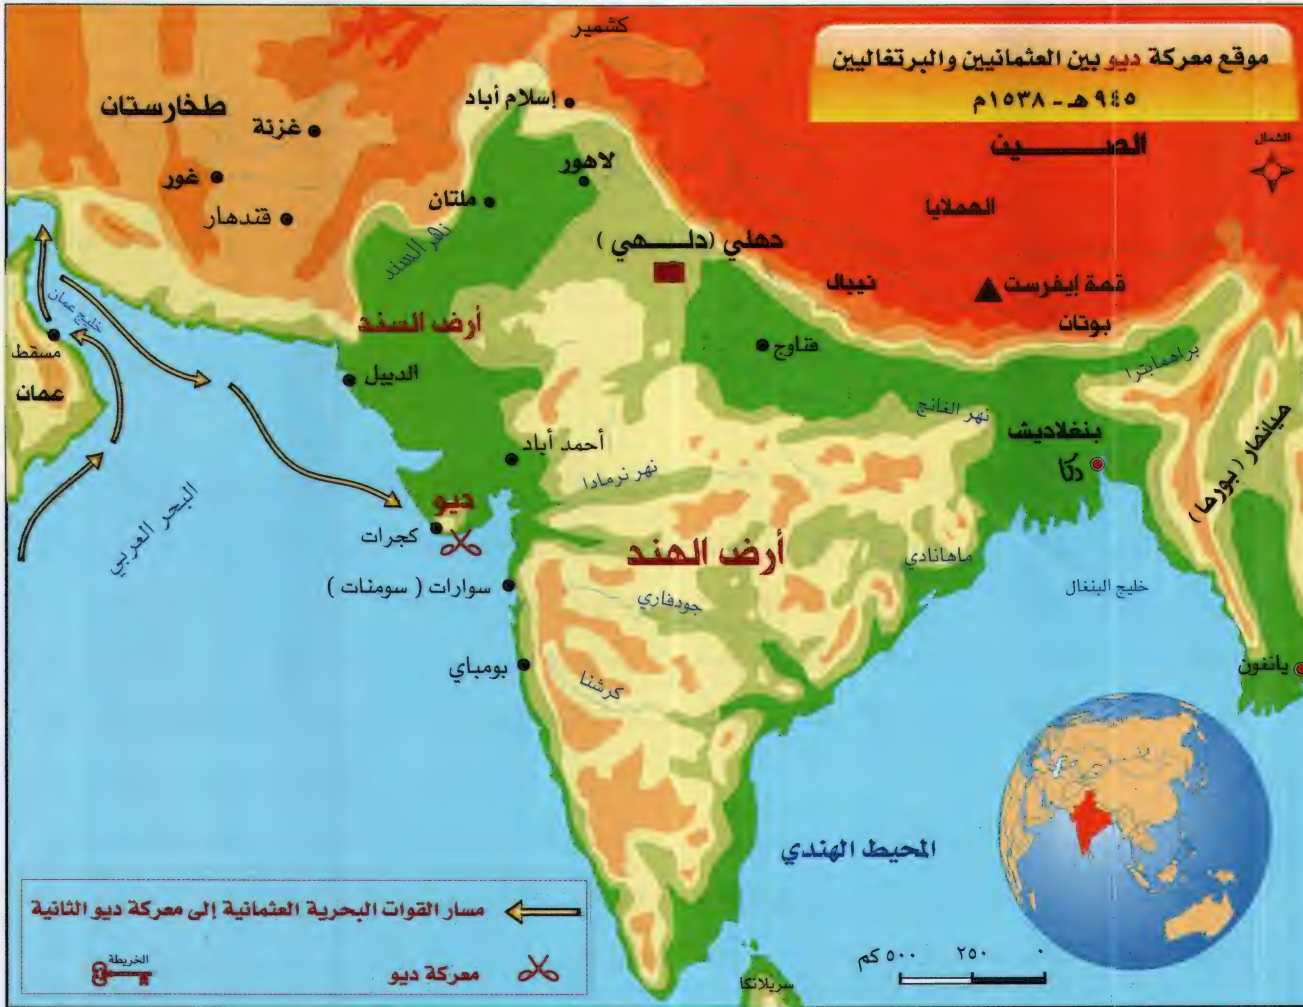 موقع معركة ديو بين العثمانيين والبرتغاليين
٩٤٥ هـ - ١٥٣٨م
الشمال
كشمير
إسلام أباد
طخارستان
غزنة
الصين
لاهور
غور
ملتان
الهملايا
قندهار
نهر السند
دهلي (دلهي)
نيبال
قمة إيفرست
خليج عمان
أرض السند
بوتان
مسقط
قناوج
براهمابترا
الديبل
عمان
نهر الغانج
ميانمار (بورما)
بنغلاديش
أحمد أباد
دكا
نهر نرمادا
البحر العربي
ديو
كجرات
أرض الهند
ماهانادي
سوارات ( سومنات )
جودفاري
خليج البنغال
بومباي
يانغون
كرشنا
المحيط الهندي
مسار القوات البحرية العثمانية إلى معركة ديو الثانية
معركة ديو
الخريطة
٠ ٢٥٠ ٥٠٠ كم
سريلانكا